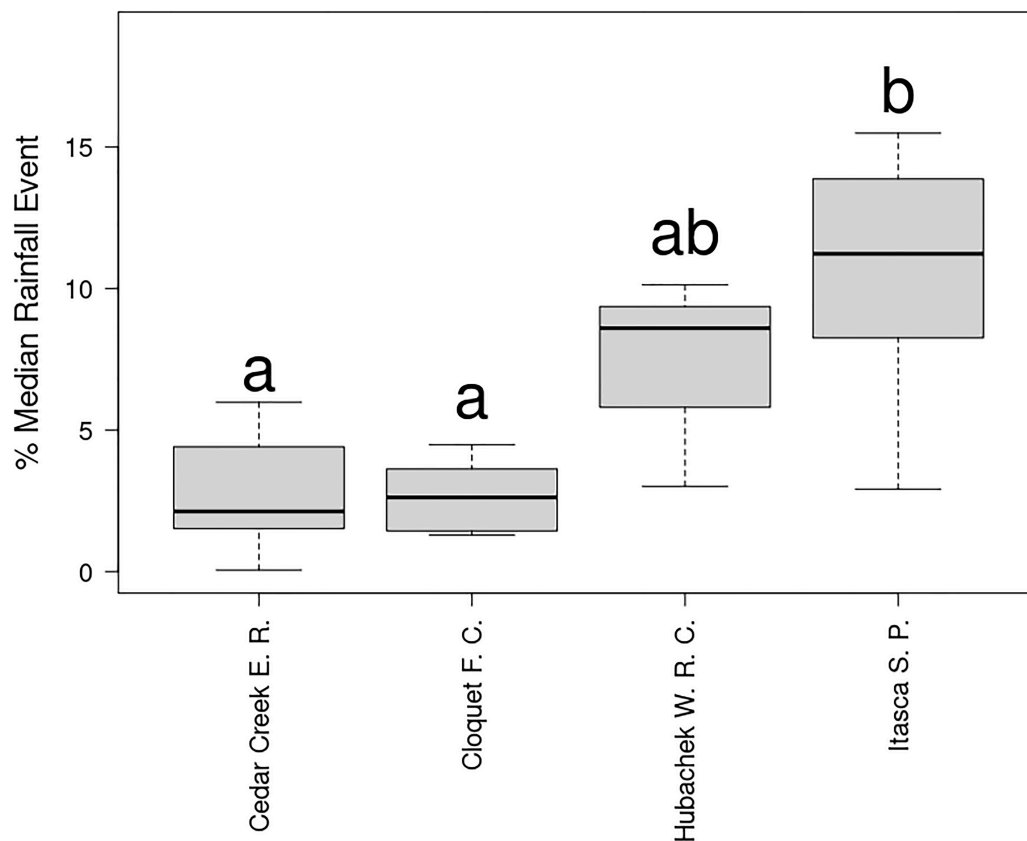 % Median Rainfall Event
15
10
5
0
a
a
ab
b
Cedar Creek E. R.
Cloquet F. C.
Hubachek W. R. C.
Itasca S. P.